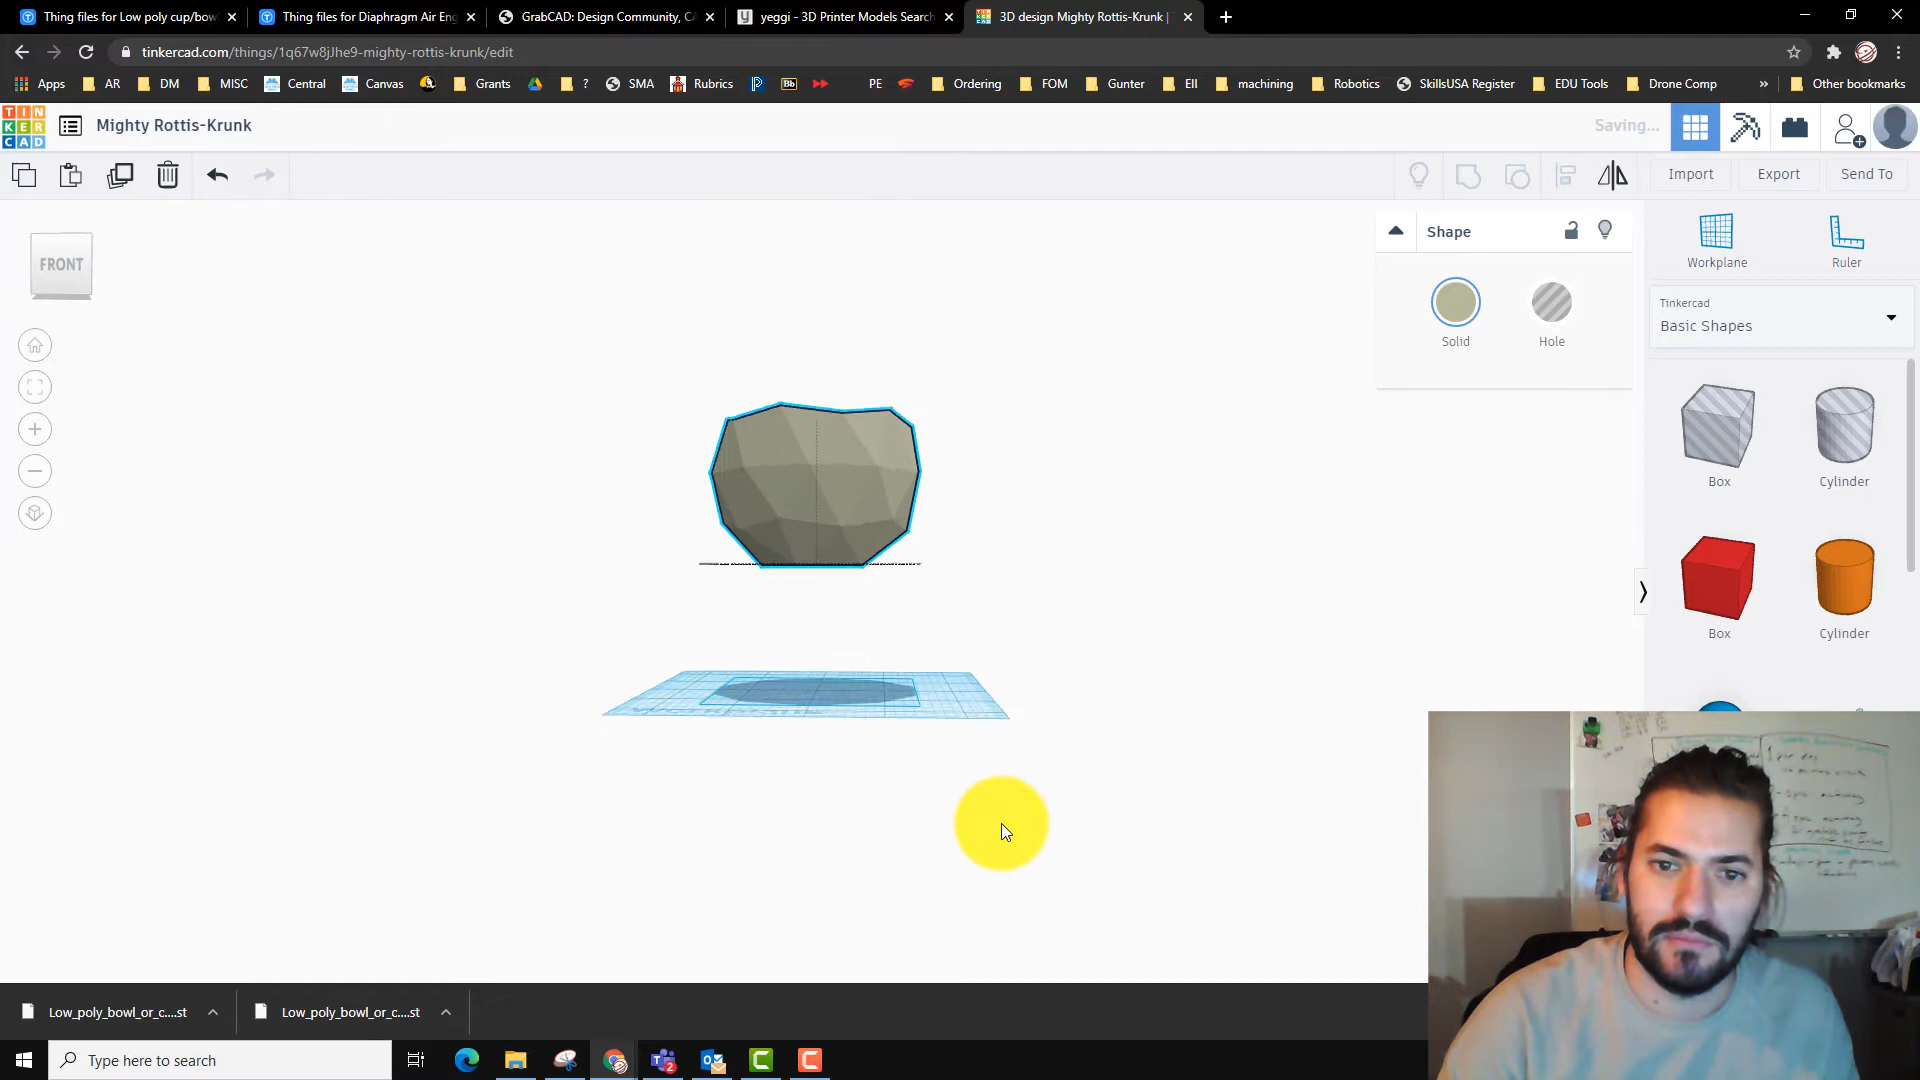 Thing files for Low poly cup/bow
Thing files for Diaphragm Air Eng
GrabCAD: Design Community, CA
yeggi - 3D Printer Models Search
3D design Mighty Rottis-Krunk |
tinkercad.com/things/1q67w8jJhe9-mighty-rottis-krunk/edit
Apps AR DM MISC Central Canvas Grants ? SMA Rubrics Bb PE Ordering FOM Gunter EII machining Robotics SkillsUSA Register EDU Tools Drone Comp » Other bookmarks
TIN
KER
CAD
Mighty Rottis-Krunk
Saving...
Import Export Send To
FRONT
Shape
Solid Hole
Workplane Ruler
Tinkercad
Basic Shapes
Box Cylinder
Box Cylinder
Low_poly_bowl_or_c....st
Low_poly_bowl_or_c....st
Type here to search